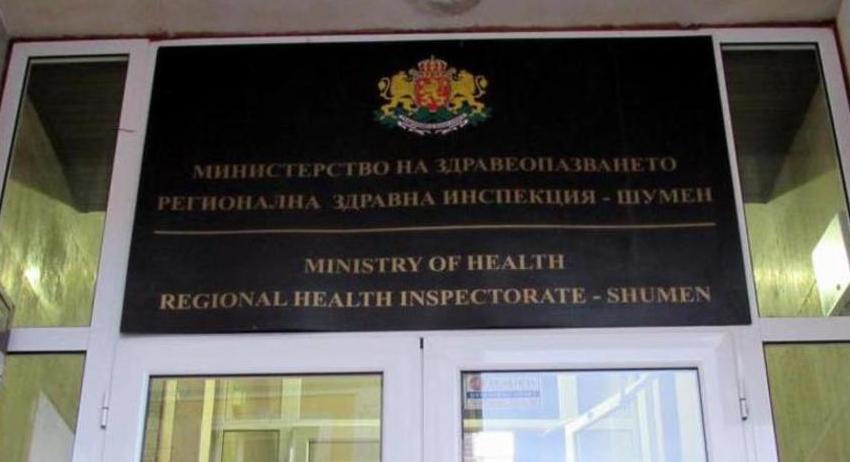 МИНИСТЕРСТВО НА ЗДРАВЕОПАЗВАНЕТО
РЕГИОНАЛНА ЗДРАВНА ИНСПЕКЦИЯ - ШУМЕН
MINISTRY OF HEALTH
REGIONAL HEALTH INSPECTORATE - SHUMEN